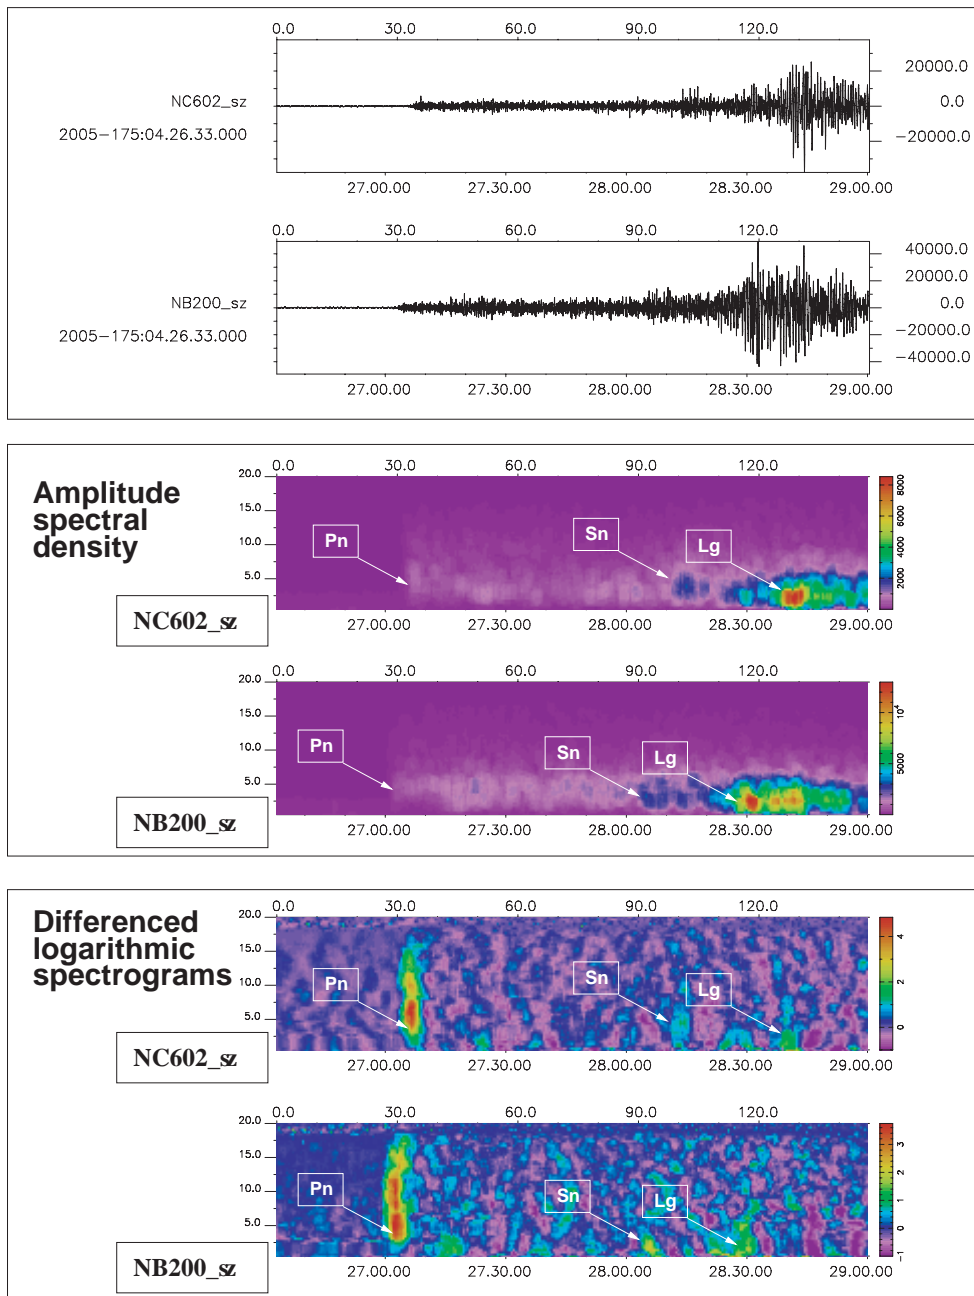 0.0 30.0 60.0 90.0 120.0
20000.0
NC602_sz 0.0
2005-175:04.26.33.000 -20000.0
27.00.00 27.30.00 28.00.00 28.30.00 29.00.00
0.0 30.0 60.0 90.0 120.0
40000.0
20000.0
NB200_sz 0.0
2005-175:04.26.33.000 -20000.0
-40000.0
27.00.00 27.30.00 28.00.00 28.30.00 29.00.00
Amplitude
spectral
density
0.0 30.0 60.0 90.0 120.0
20.0
15.0
10.0
5.0
Pn
Sn
Lg
8000
6000
4000
2000
0
NC602_sz
27.00.00 27.30.00 28.00.00 28.30.00 29.00.00
0.0 30.0 60.0 90.0 120.0
20.0
15.0
10.0
5.0
Pn
Sn
Lg
10⁴
5000
0
NB200_sz
27.00.00 27.30.00 28.00.00 28.30.00 29.00.00
Differenced
logarithmic
spectrograms
0.0 30.0 60.0 90.0 120.0
20.0
15.0
10.0
5.0
Pn
Sn
Lg
4
2
0
NC602_sz
27.00.00 27.30.00 28.00.00 28.30.00 29.00.00
0.0 30.0 60.0 90.0 120.0
20.0
15.0
10.0
5.0
Pn
Sn
Lg
3
2
1
0
-1
NB200_sz
27.00.00 27.30.00 28.00.00 28.30.00 29.00.00